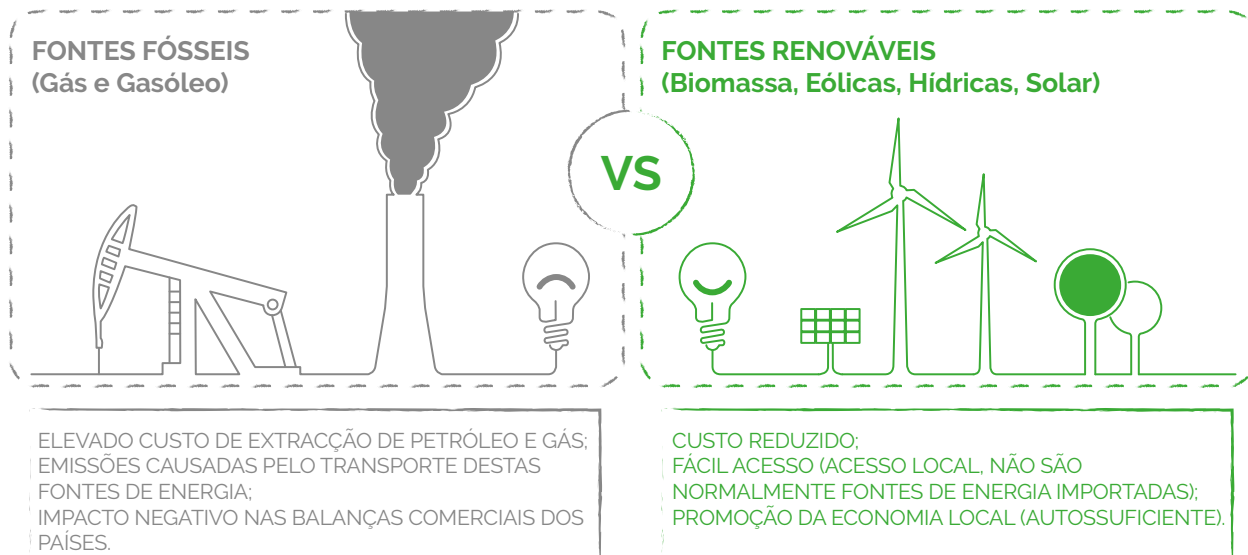 FONTES FÓSSEIS
(Gás e Gasóleo)
VS
FONTES RENOVÁVEIS
(Biomassa, Eólicas, Hídricas, Solar)
ELEVADO CUSTO DE EXTRACÇÃO DE PETRÓLEO E GÁS;
EMISSÕES CAUSADAS PELO TRANSPORTE DESTAS
FONTES DE ENERGIA;
IMPACTO NEGATIVO NAS BALANÇAS COMERCIAIS DOS
PAÍSES.
CUSTO REDUZIDO;
FÁCIL ACESSO (ACESSO LOCAL, NÃO SÃO
NORMALMENTE FONTES DE ENERGIA IMPORTADAS);
PROMOÇÃO DA ECONOMIA LOCAL (AUTOSSUFICIENTE).